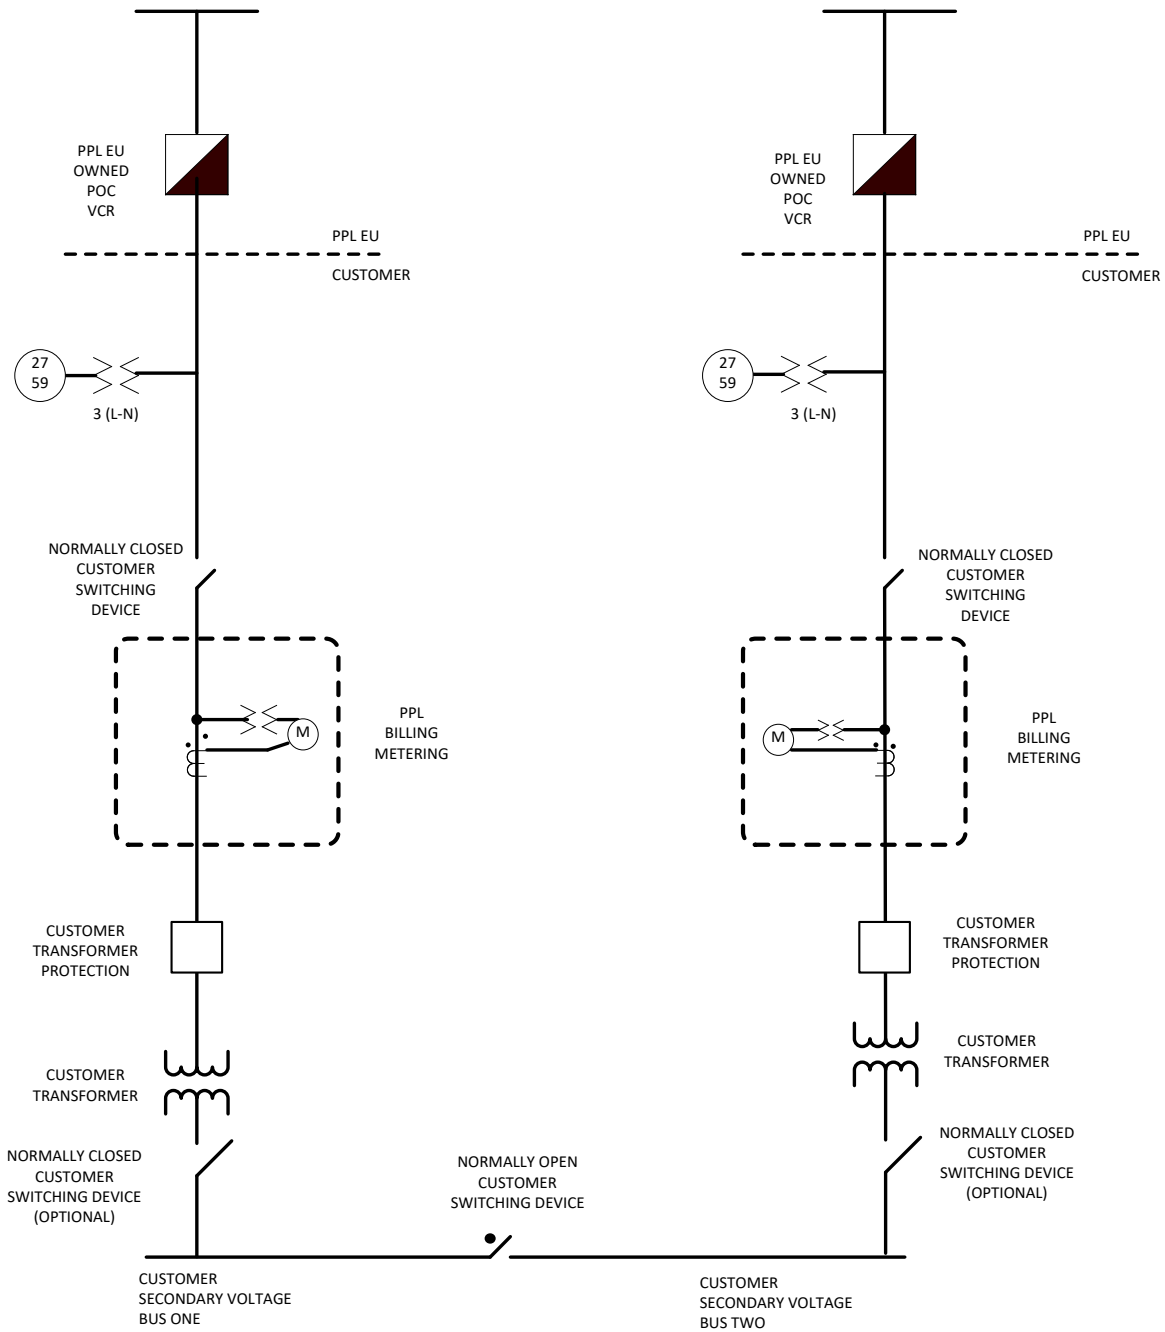 PPL EU
OWNED
POC
VCR
PPL EU
OWNED
POC
VCR
PPL EU
CUSTOMER
PPL EU
CUSTOMER
27
59
3 (L-N)
27
59
3 (L-N)
NORMALLY CLOSED
CUSTOMER
SWITCHING
DEVICE
NORMALLY CLOSED
CUSTOMER
SWITCHING
DEVICE
M
PPL
BILLING
METERING
M
PPL
BILLING
METERING
CUSTOMER
TRANSFORMER
PROTECTION
CUSTOMER
TRANSFORMER
PROTECTION
CUSTOMER
TRANSFORMER
CUSTOMER
TRANSFORMER
NORMALLY CLOSED
CUSTOMER
SWITCHING DEVICE
(OPTIONAL)
NORMALLY OPEN
CUSTOMER
SWITCHING DEVICE
NORMALLY CLOSED
CUSTOMER
SWITCHING DEVICE
(OPTIONAL)
CUSTOMER
SECONDARY VOLTAGE
BUS ONE
CUSTOMER
SECONDARY VOLTAGE
BUS TWO